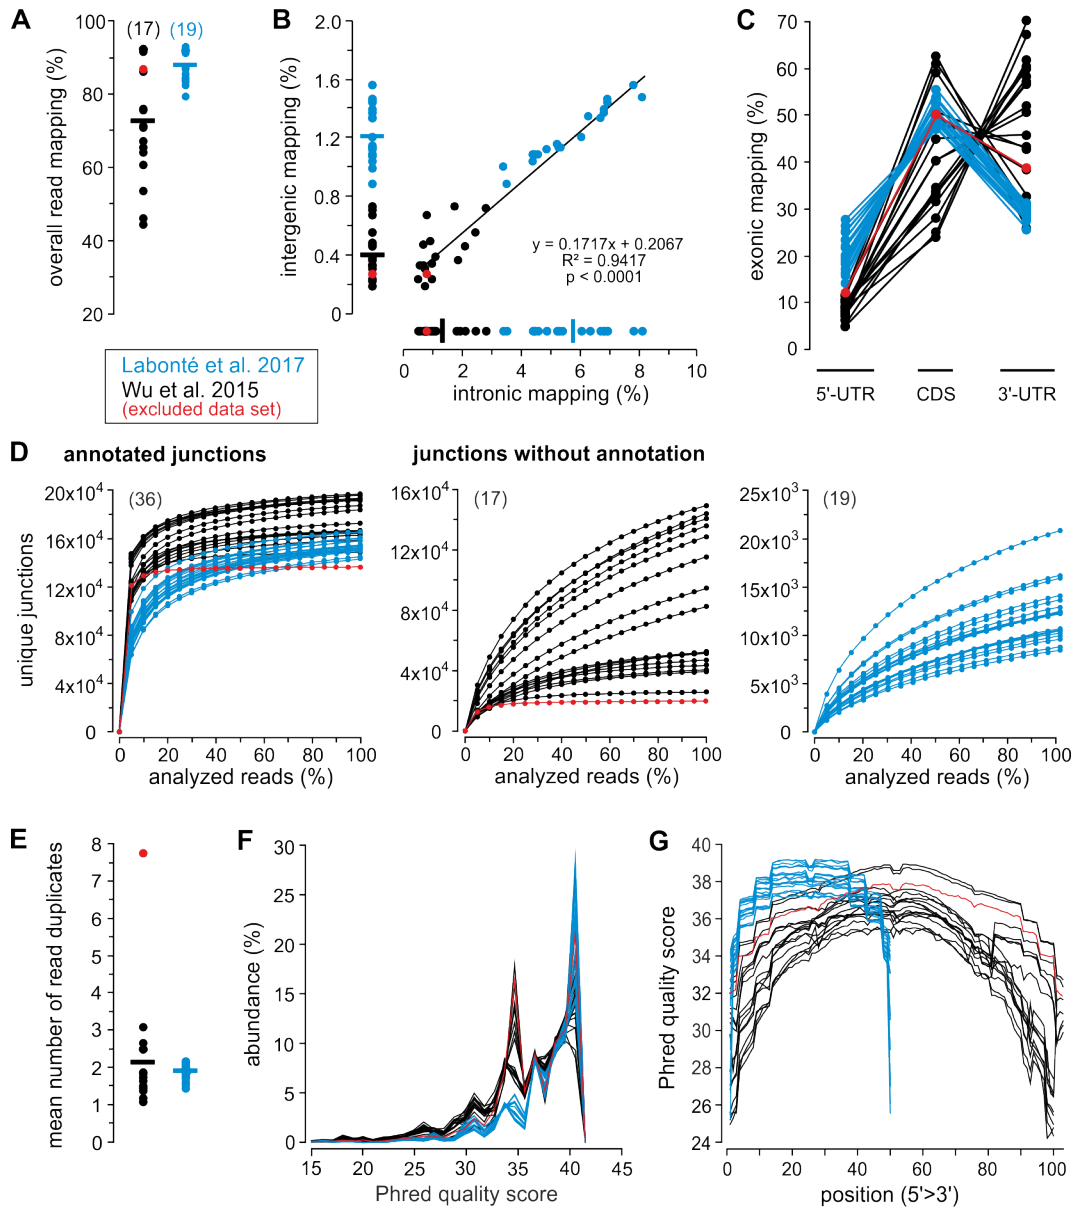 A
overall read mapping (%)
100
80
60
40
20
(17)
(19)
B
intergenic mapping (%)
2.0
1.6
1.2
0.8
0.4
0
y = 0.1717x + 0.2067
R² = 0.9417
p < 0.0001
0
2
4
6
8
10
intronic mapping (%)
C
exonic mapping (%)
70
60
50
40
30
20
10
0
5'-UTR
CDS
3'-UTR
Labonté et al. 2017
Wu et al. 2015
(excluded data set)
D
annotated junctions
junctions without annotation
unique junctions
20x10⁴
16x10⁴
12x10⁴
8x10⁴
4x10⁴
0
(36)
0
20
40
60
80
100
analyzed reads (%)
16x10⁴
12x10⁴
8x10⁴
4x10⁴
0
(17)
0
20
40
60
80
100
analyzed reads (%)
25x10³
20x10³
15x10³
10x10³
5x10³
0
(19)
0
20
40
60
80
100
analyzed reads (%)
E
mean number of read duplicates
8
7
6
5
4
3
2
1
0
F
abundance (%)
30
25
20
15
10
5
0
15
20
25
30
35
40
45
Phred quality score
G
Phred quality score
40
38
36
34
32
30
28
26
24
0
20
40
60
80
100
position (5'>3')